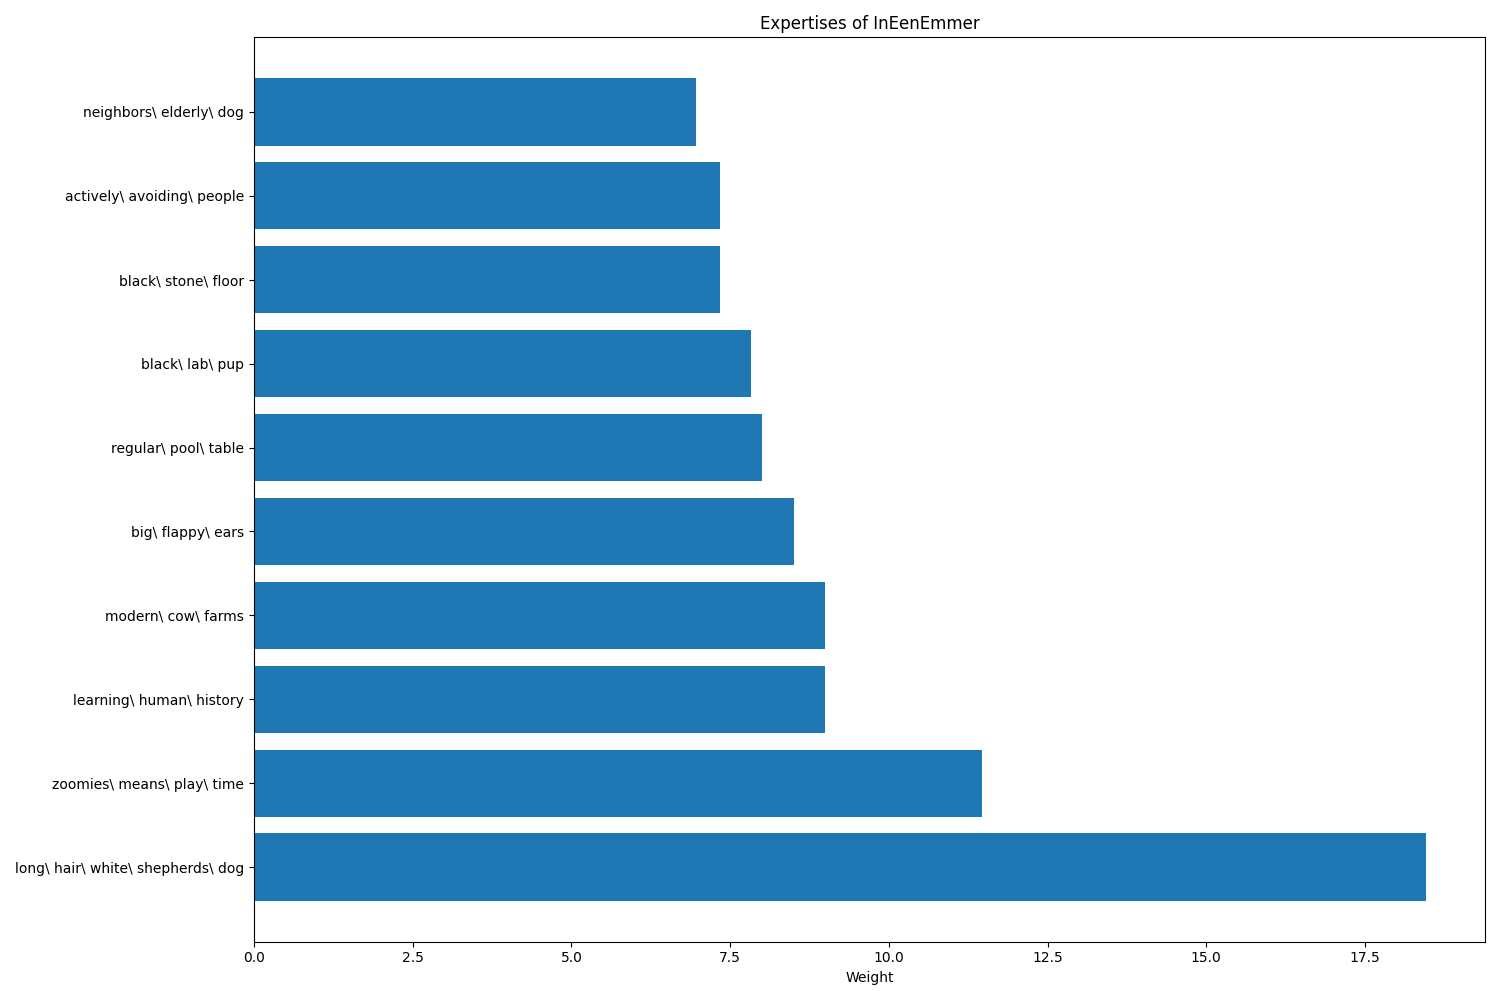 Expertises of InEenEmmer
neighbors\ elderly\ dog
actively\ avoiding\ people
black\ stone\ floor
black\ lab\ pup
regular\ pool\ table
big\ flappy\ ears
modern\ cow\ farms
learning\ human\ history
zoomies\ means\ play\ time
long\ hair\ white\ shepherds\ dog
0.0 2.5 5.0 7.5 10.0 12.5 15.0 17.5
Weight